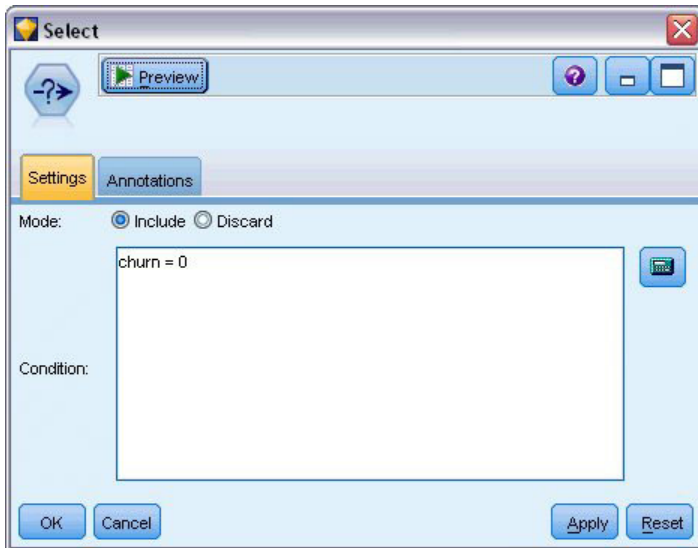 Select
Preview
Settings Annotations
Mode: Include Discard
churn = 0
Condition:
OK Cancel Apply Reset